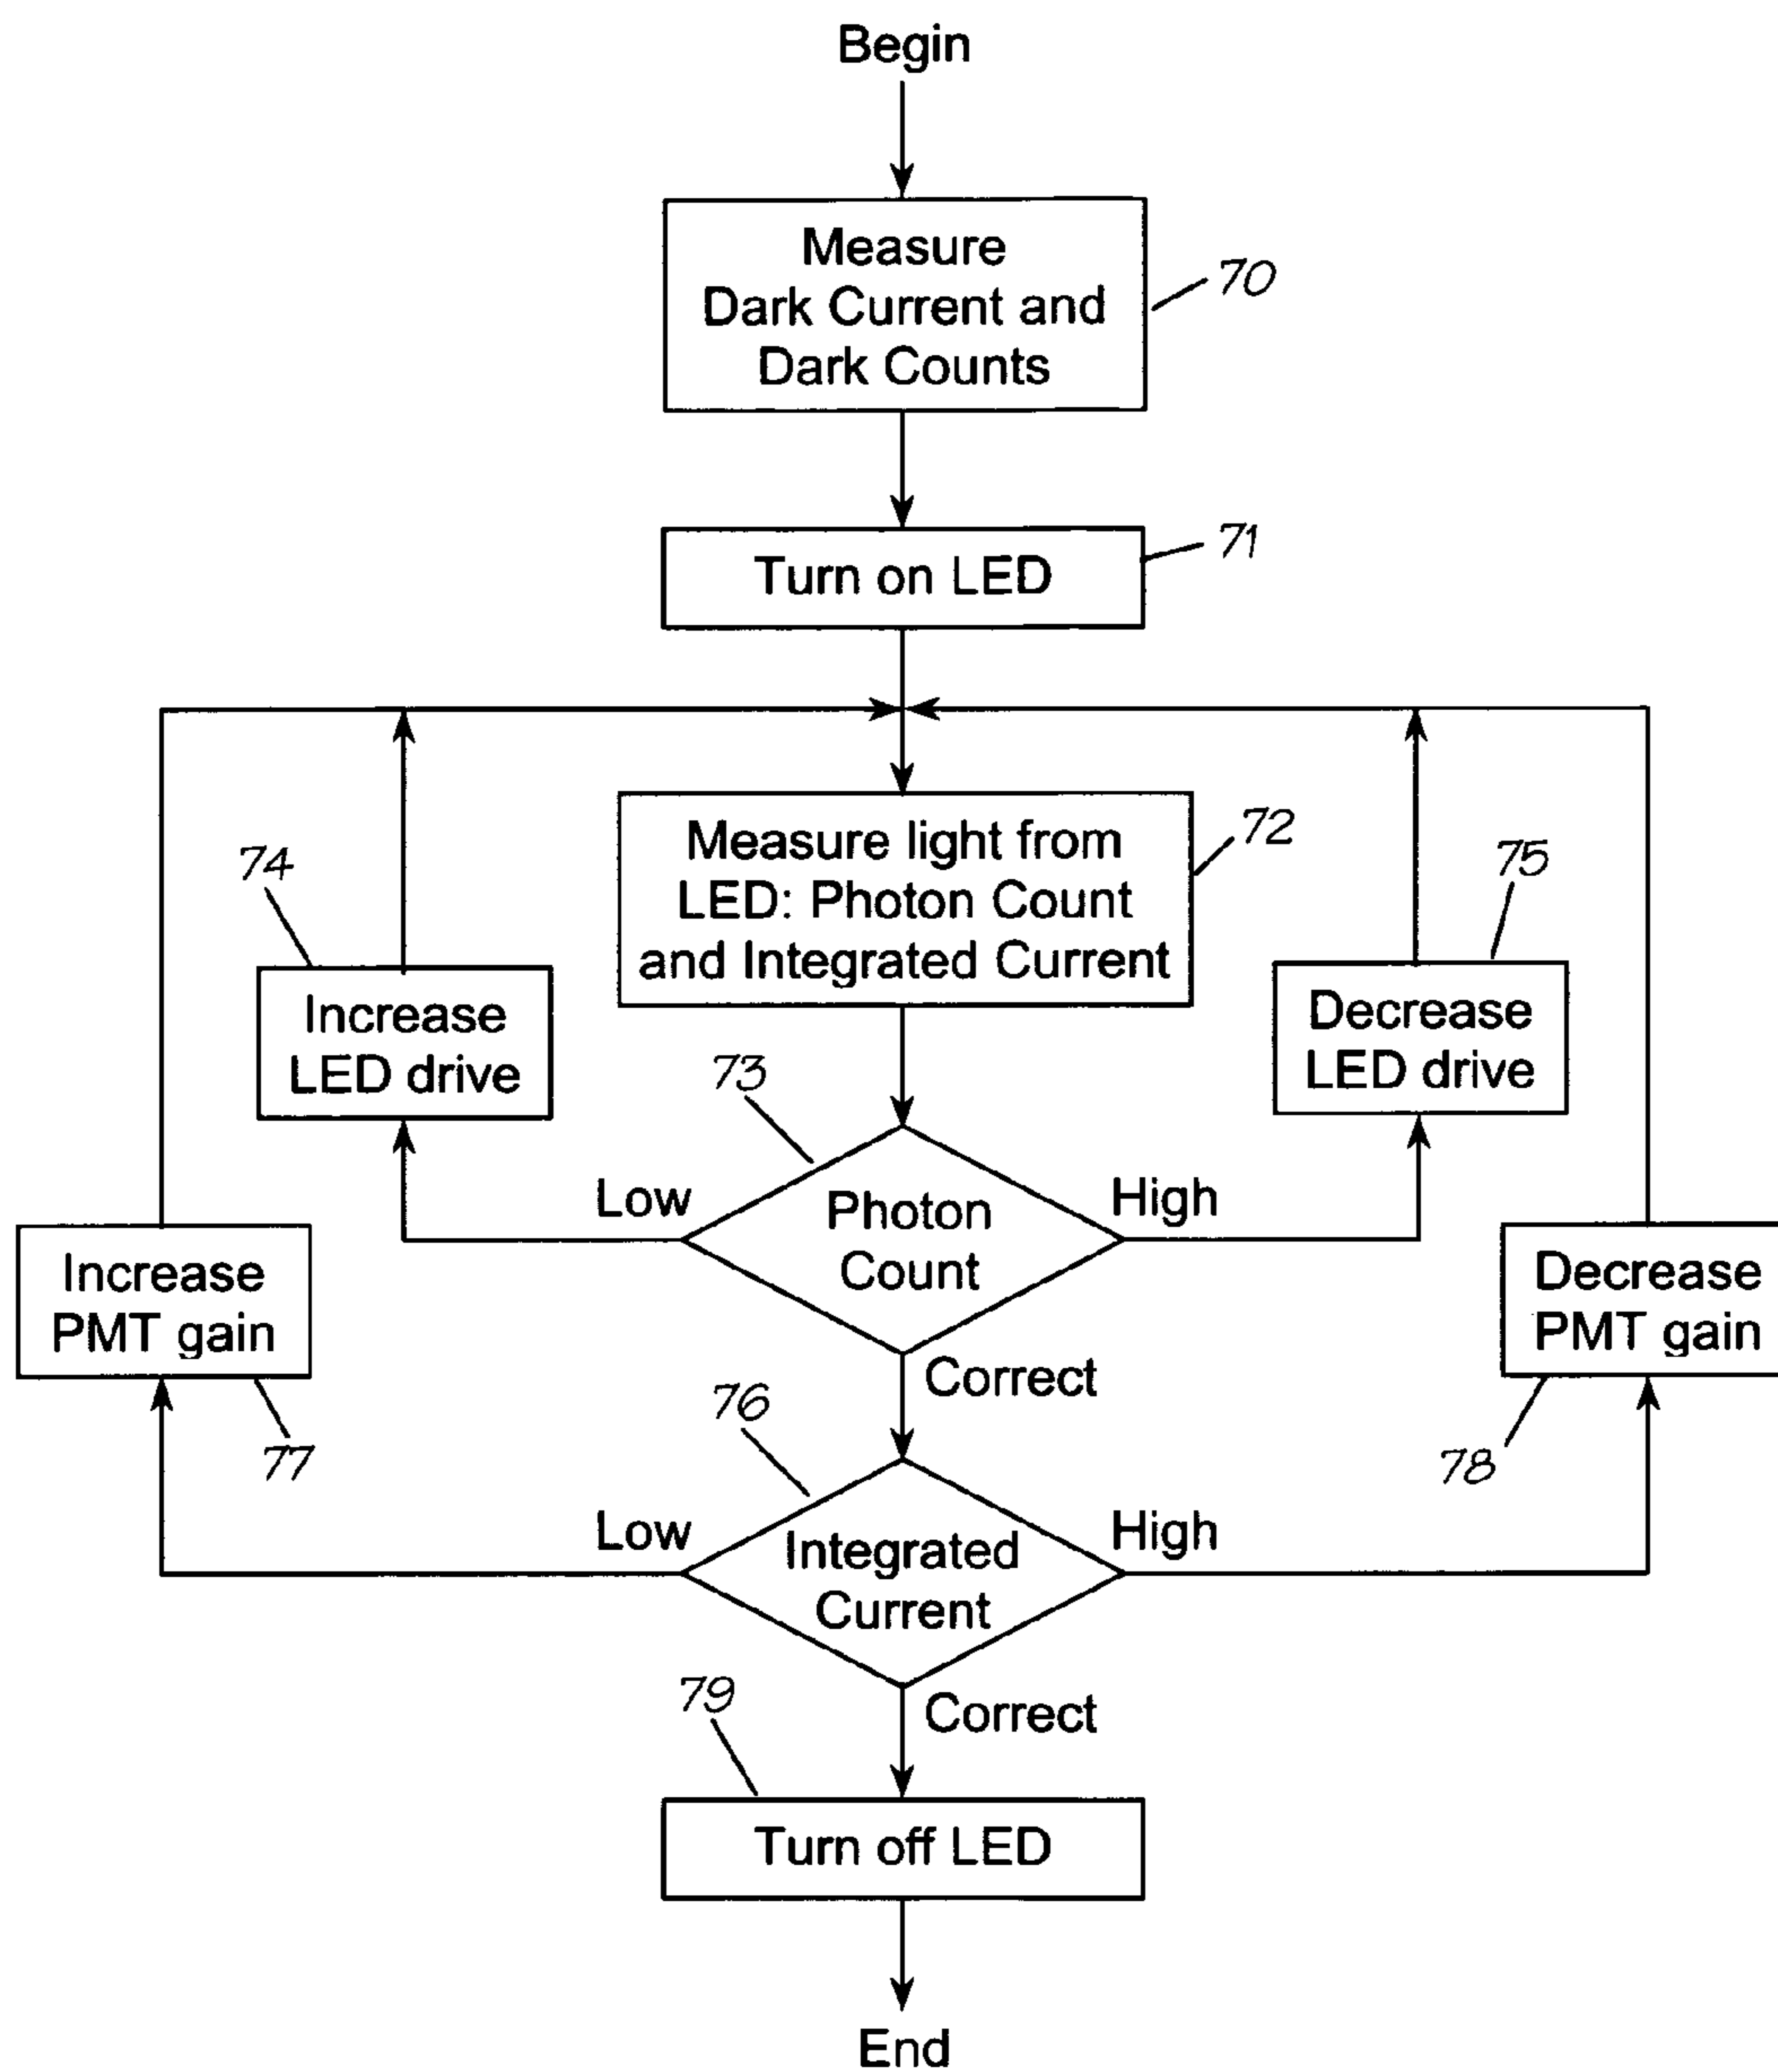 Begin
Measure
Dark Current and
Dark Counts
70
Turn on LED
71
Measure light from
LED: Photon Count
and Integrated Current
72
74
Increase
LED drive
75
Decrease
LED drive
73
Low
Photon
Count
High
Correct
Increase
PMT gain
77
Decrease
PMT gain
78
76
Low
Integrated
Current
High
Correct
79
Turn off LED
End